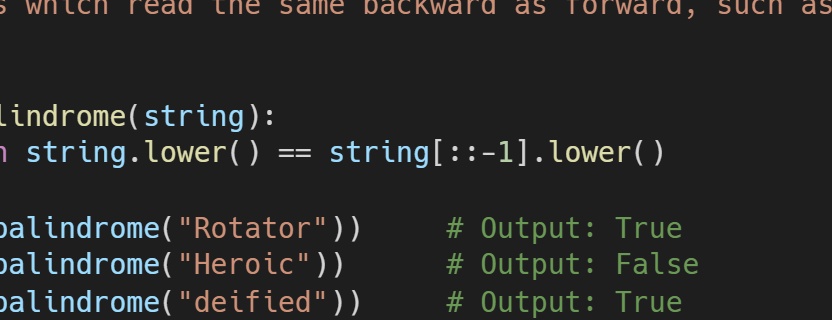 s which read the same backward as forward, such as
lindrome(string):
n string.lower() == string[::-1].lower()
palindrome("Rotator"))     # Output: True
palindrome("Heroic"))      # Output: False
palindrome("deified"))     # Output: True